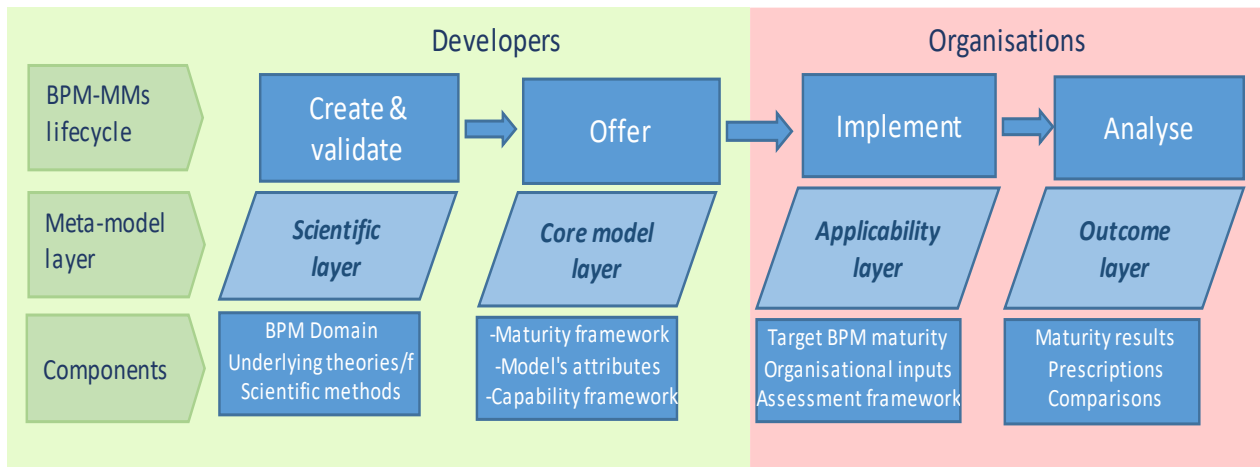 Developers
Organisations
BPM-MMs
lifecycle
Create &
validate
Offer
Implement
Analyse
Meta-model
layer
Scientific
layer
Core model
layer
Applicability
layer
Outcome
layer
Components
BPM Domain
Underlying theories/f
Scientific methods
-Maturity framework
-Model's attributes
-Capability framework
Target BPM maturity
Organisational inputs
Assessment framework
Maturity results
Prescriptions
Comparisons